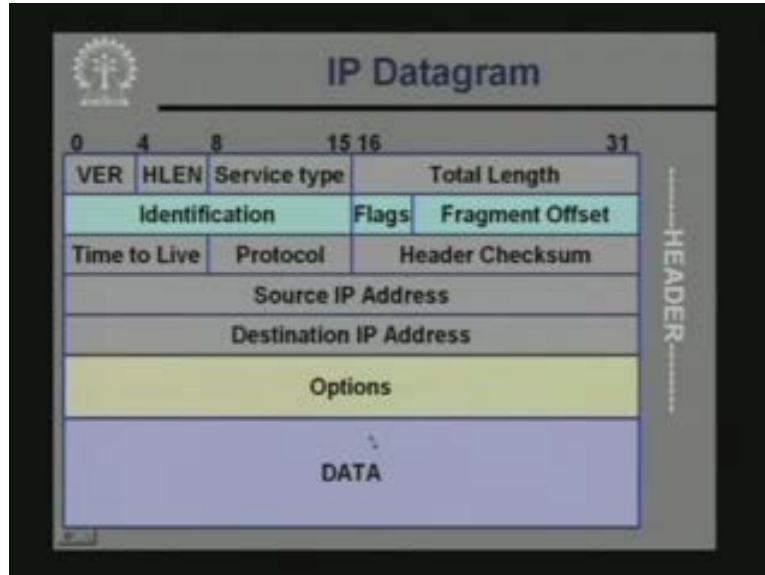 IP Datagram
0 4 8 15 16 31
VER HLEN Service type Total Length
Identification Flags Fragment Offset
Time to Live Protocol Header Checksum
Source IP Address
Destination IP Address
Options
DATA
------HEADER-------